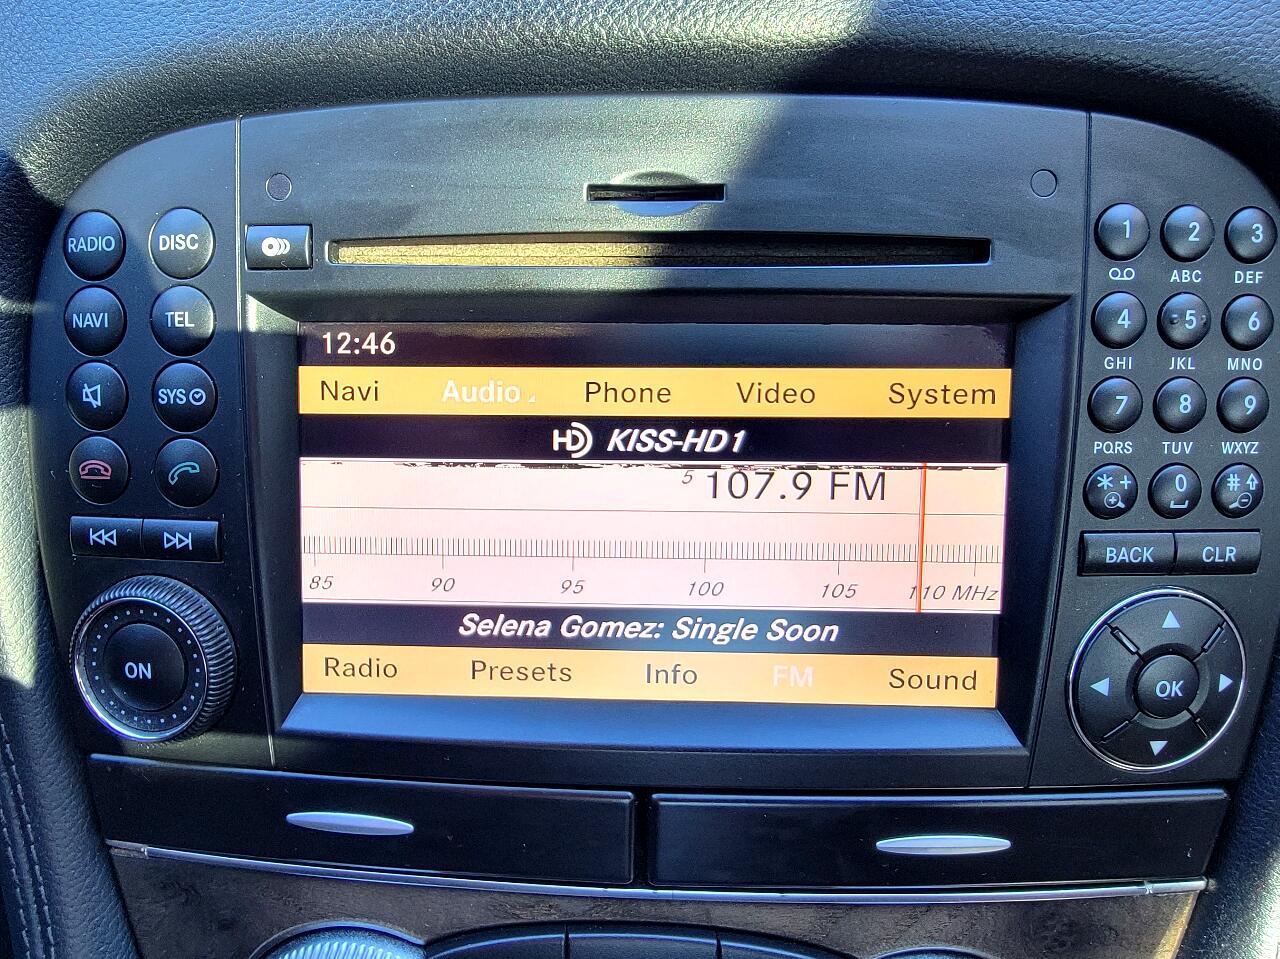 RADIO DISC
NAVI TEL
SYS
ON
12:46
Navi Audio Phone Video System
HD KISS-HD1
5 107.9 FM
85 90 95 100 105 110 MHz
Selena Gomez: Single Soon
Radio Presets Info FM Sound
1 2 3
ABC DEF
4 5 6
GHI JKL MNO
7 8 9
PQRS TUV WXYZ
* + 0 #
BACK CLR
OK